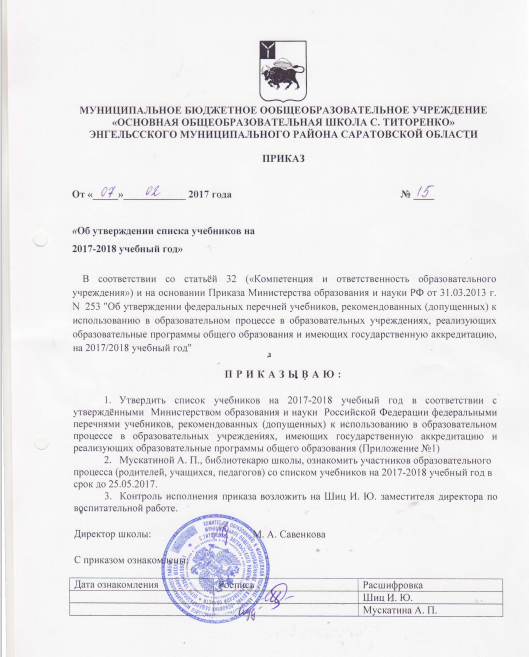 МУНИЦИПАЛЬНОЕ БЮДЖЕТНОЕ ООБЩЕОБРАЗОВАТЕЛЬНОЕ УЧРЕЖДЕНИЕ
«ОСНОВНАЯ ОБЩЕОБРАЗОВАТЕЛЬНАЯ ШКОЛА С. ТИТОРЕНКО»
ЭНГЕЛЬССКОГО МУНИЦИПАЛЬНОГО РАЙОНА САРАТОВСКОЙ ОБЛАСТИ
ПРИКАЗ
От «07» 02 2017 года № 15
«Об утверждении списка учебников на
2017-2018 учебный год»
В соответствии со статьёй 32 («Компетенция и ответственность образовательного
учреждения») и на основании Приказа Министерства образования и науки РФ от 31.03.2013 г.
N 253 "Об утверждении федеральных перечней учебников, рекомендованных (допущенных) к
использованию в образовательном процессе в образовательных учреждениях, реализующих
образовательные программы общего образования и имеющих государственную аккредитацию,
на 2017/2018 учебный год"
П Р И К А З Ы В А Ю :
1. Утвердить список учебников на 2017-2018 учебный год в соответствии с
утверждёнными Министерством образования и науки Российской Федерации федеральными
перечнями учебников, рекомендованных (допущенных) к использованию в образовательном
процессе в образовательных учреждениях, имеющих государственную аккредитацию и
реализующих образовательные программы общего образования (Приложение №1)
2. Мускатиной А. П., библиотекарю школы, ознакомить участников образовательного
процесса (родителей, учащихся, педагогов) со списком учебников на 2017-2018 учебный год в
срок до 25.05.2017.
3. Контроль исполнения приказа возложить на Шиц И. Ю. заместителя директора по
воспитательной работе.
Директор школы: М. А. Савенкова
С приказом ознакомлены:
Дата ознакомления Роспись Расшифровка
Шиц И. Ю.
Мускатина А. П.